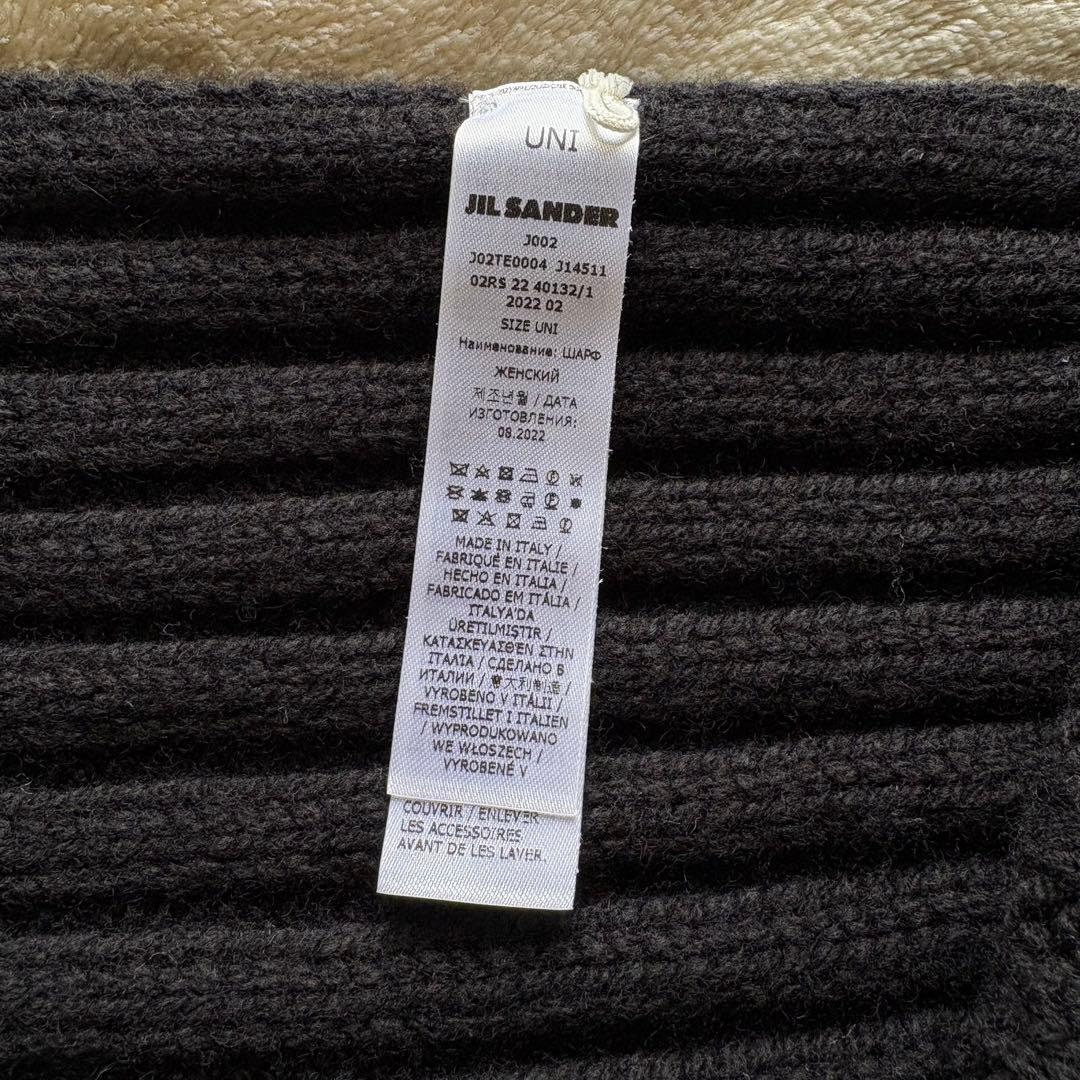 UNI
JIL SANDER
J002
J02TE0004 J14511
02RS 22 40132/1
2022 02
SIZE UNI
Наименование: ШАРФ
ЖЕНСКИЙ
제조년월 / ДАТА
ИЗГОТОВЛЕНИЯ:
08.2022
MADE IN ITALY /
FABRIQUÉ EN ITALIE /
HECHO EN ITALIA /
FABRICADO EM ITÁLIA /
ITALYA'DA
ÜRETILMIŞTIR /
ΚΑΤΑΣΚΕΥΑΣΘΕΝ ΣΤΗΝ
ΙΤΑΛΙΑ / СДЕЛАНО В
ИТАЛИИ / 意大利制造 /
VYROBENO V ITÁLII /
FREMSTILLET I ITALIEN
/ WYPRODUKOWANO
WE WŁOSZECH /
VYROBENÉ V
COUVRIR / ENLEVER
LES ACCESSOIRES
AVANT DE LES LAVER.